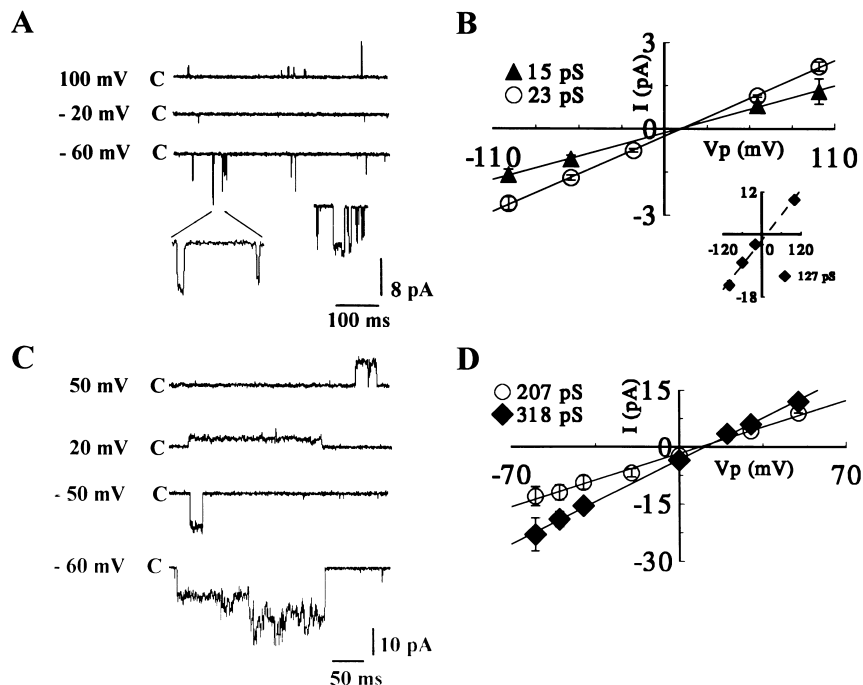 A
100 mV C
- 20 mV C
- 60 mV C
8 pA
100 ms
B
▲ 15 pS
○ 23 pS
I (pA)
3
0
-3
-110
Vp (mV)
110
12
-120
0
120
-18
◆ 127 pS
C
50 mV C
20 mV C
- 50 mV C
- 60 mV C
10 pA
50 ms
D
○ 207 pS
◆ 318 pS
I (pA)
15
0
-15
-30
-70
Vp (mV)
70